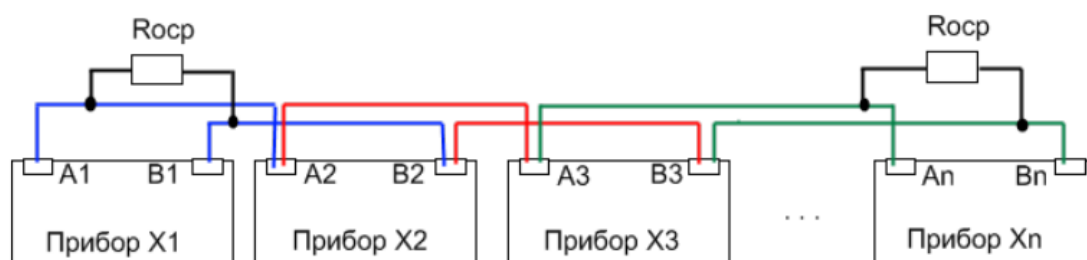 Rоср
Rоср
A1
B1
A2
B2
A3
B3
An
Bn
Прибор X1
Прибор X2
Прибор X3
. . .
Прибор Xn